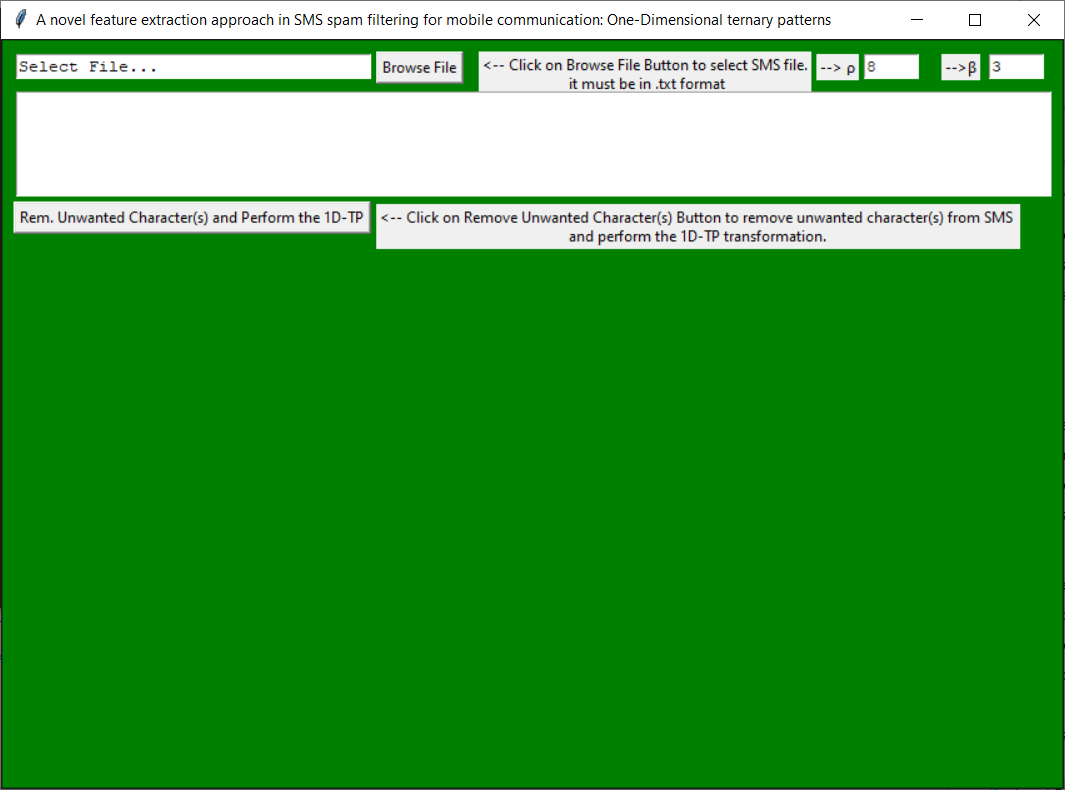 A novel feature extraction approach in SMS spam filtering for mobile communication: One-Dimensional ternary patterns
Select File...
Browse File
<-- Click on Browse File Button to select SMS file.
it must be in .txt format
--> ρ
8
-->β
3
Rem. Unwanted Character(s) and Perform the 1D-TP
<-- Click on Remove Unwanted Character(s) Button to remove unwanted character(s) from SMS
and perform the 1D-TP transformation.